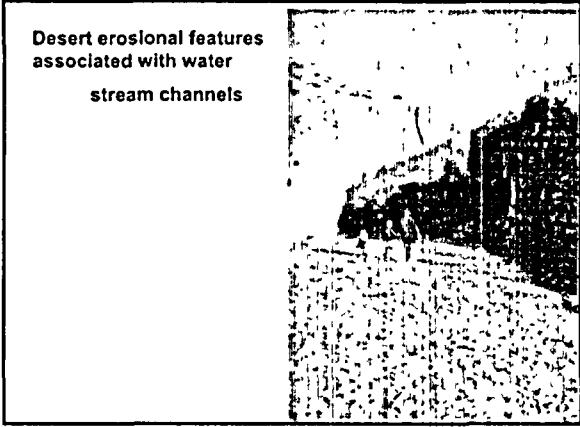 Desert erosional features
associated with water
stream channels